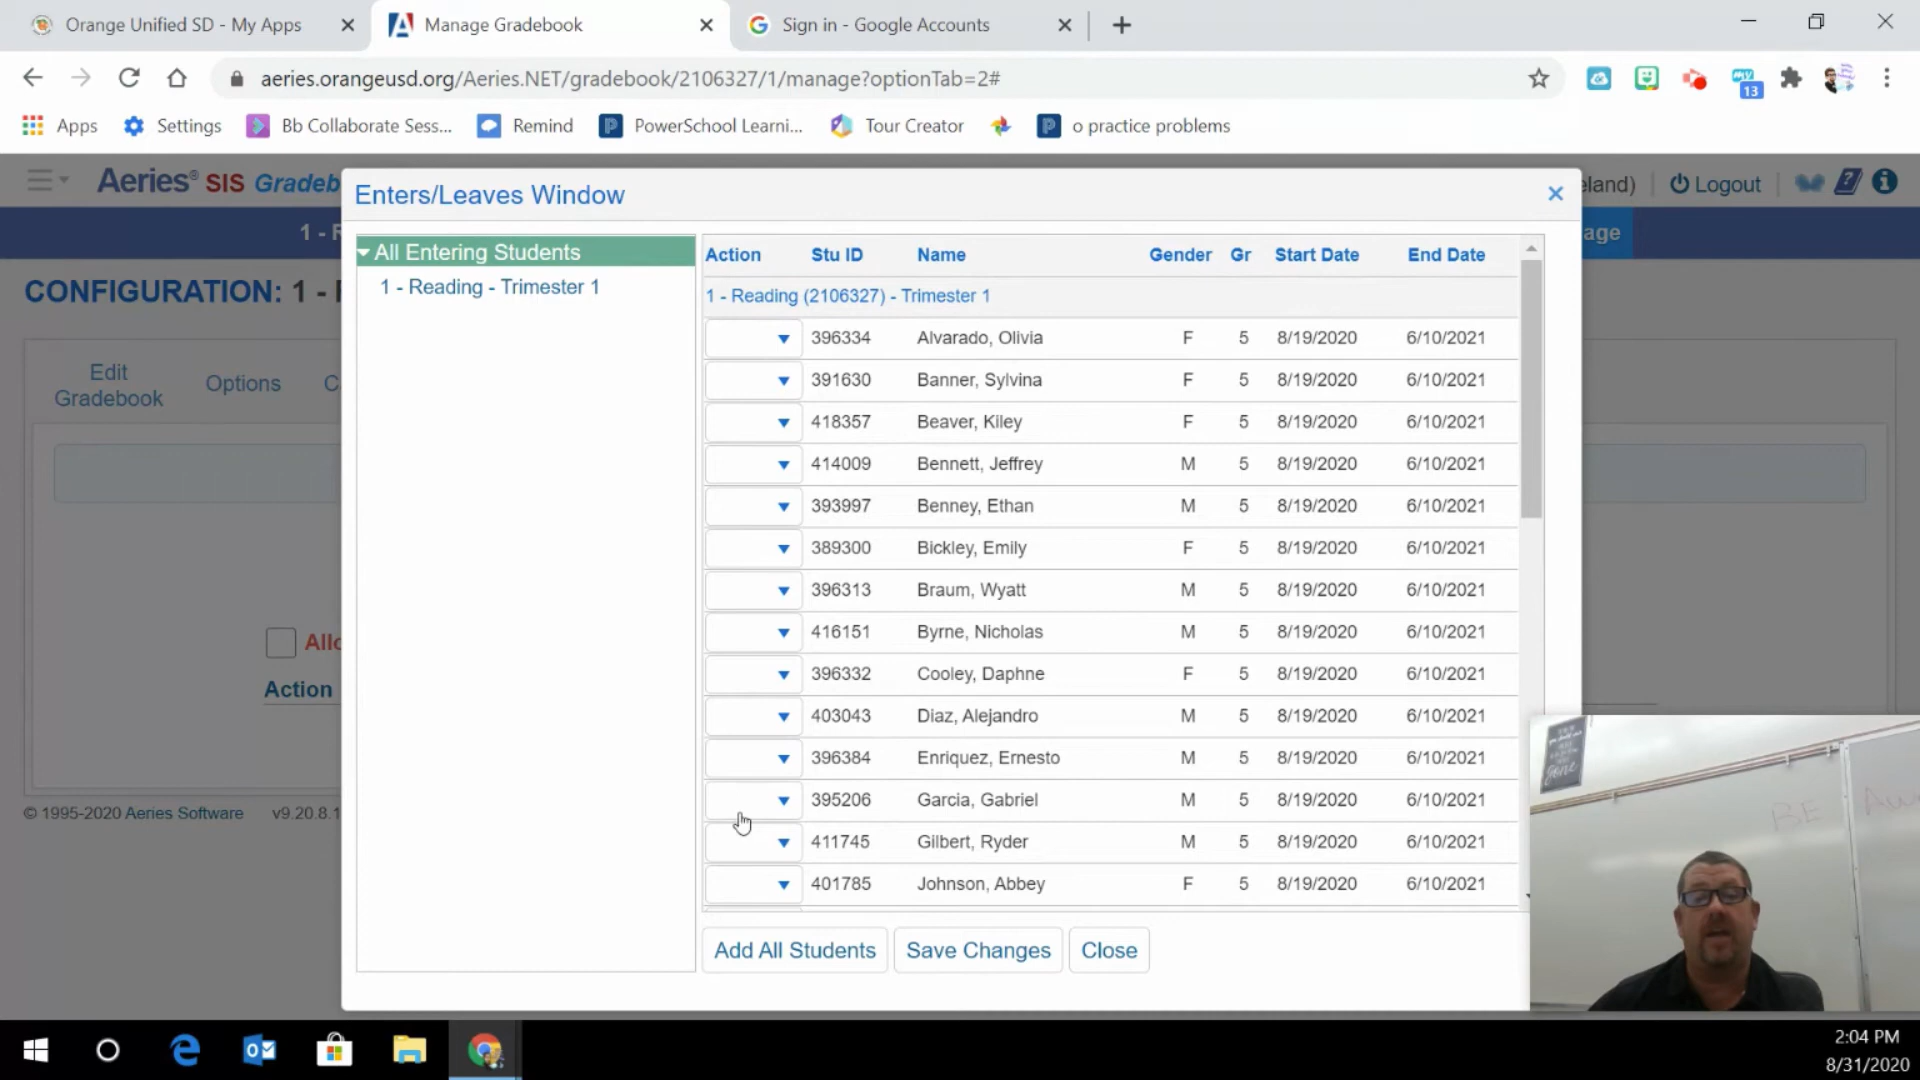 Orange Unified SD - My Apps
Manage Gradebook
Sign in - Google Accounts
aeries.orangeusd.org/Aeries.NET/gradebook/2106327/1/manage?optionTab=2#
13
Apps
Settings
Bb Collaborate Sess...
Remind
PowerSchool Learni...
Tour Creator
o practice problems
Aeries® SIS Gradeb
eland)
Logout
1 - R
age
CONFIGURATION: 1 - 
Edit
Gradebook
Options
C
Allo
Action
© 1995-2020 Aeries Software
v9.20.8.1
Enters/Leaves Window
All Entering Students
1 - Reading - Trimester 1
Action Stu ID Name Gender Gr Start Date End Date
1 - Reading (2106327) - Trimester 1
396334 Alvarado, Olivia F 5 8/19/2020 6/10/2021
391630 Banner, Sylvina F 5 8/19/2020 6/10/2021
418357 Beaver, Kiley F 5 8/19/2020 6/10/2021
414009 Bennett, Jeffrey M 5 8/19/2020 6/10/2021
393997 Benney, Ethan M 5 8/19/2020 6/10/2021
389300 Bickley, Emily F 5 8/19/2020 6/10/2021
396313 Braum, Wyatt M 5 8/19/2020 6/10/2021
416151 Byrne, Nicholas M 5 8/19/2020 6/10/2021
396332 Cooley, Daphne F 5 8/19/2020 6/10/2021
403043 Diaz, Alejandro M 5 8/19/2020 6/10/2021
396384 Enriquez, Ernesto M 5 8/19/2020 6/10/2021
395206 Garcia, Gabriel M 5 8/19/2020 6/10/2021
411745 Gilbert, Ryder M 5 8/19/2020 6/10/2021
401785 Johnson, Abbey F 5 8/19/2020 6/10/2021
Add All Students
Save Changes
Close
gone
BE
2:04 PM
8/31/2020